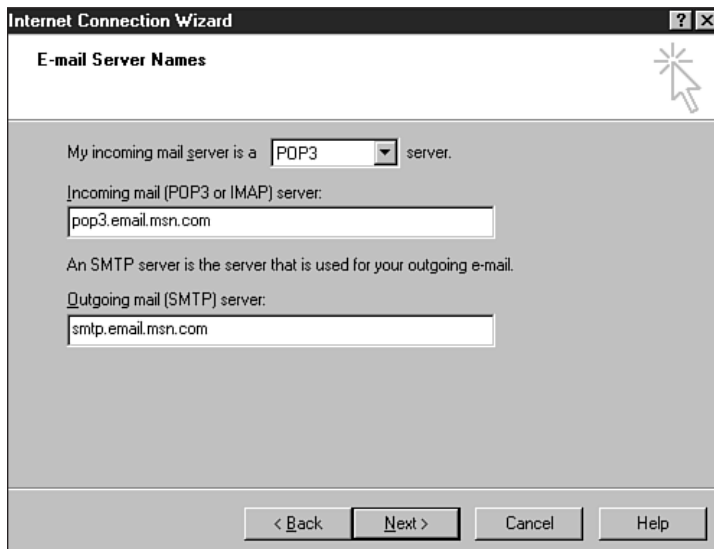 Internet Connection Wizard
E-mail Server Names
My incoming mail server is a POP3 server.
Incoming mail (POP3 or IMAP) server:
pop3.email.msn.com
An SMTP server is the server that is used for your outgoing e-mail.
Outgoing mail (SMTP) server:
smtp.email.msn.com
< Back Next > Cancel Help